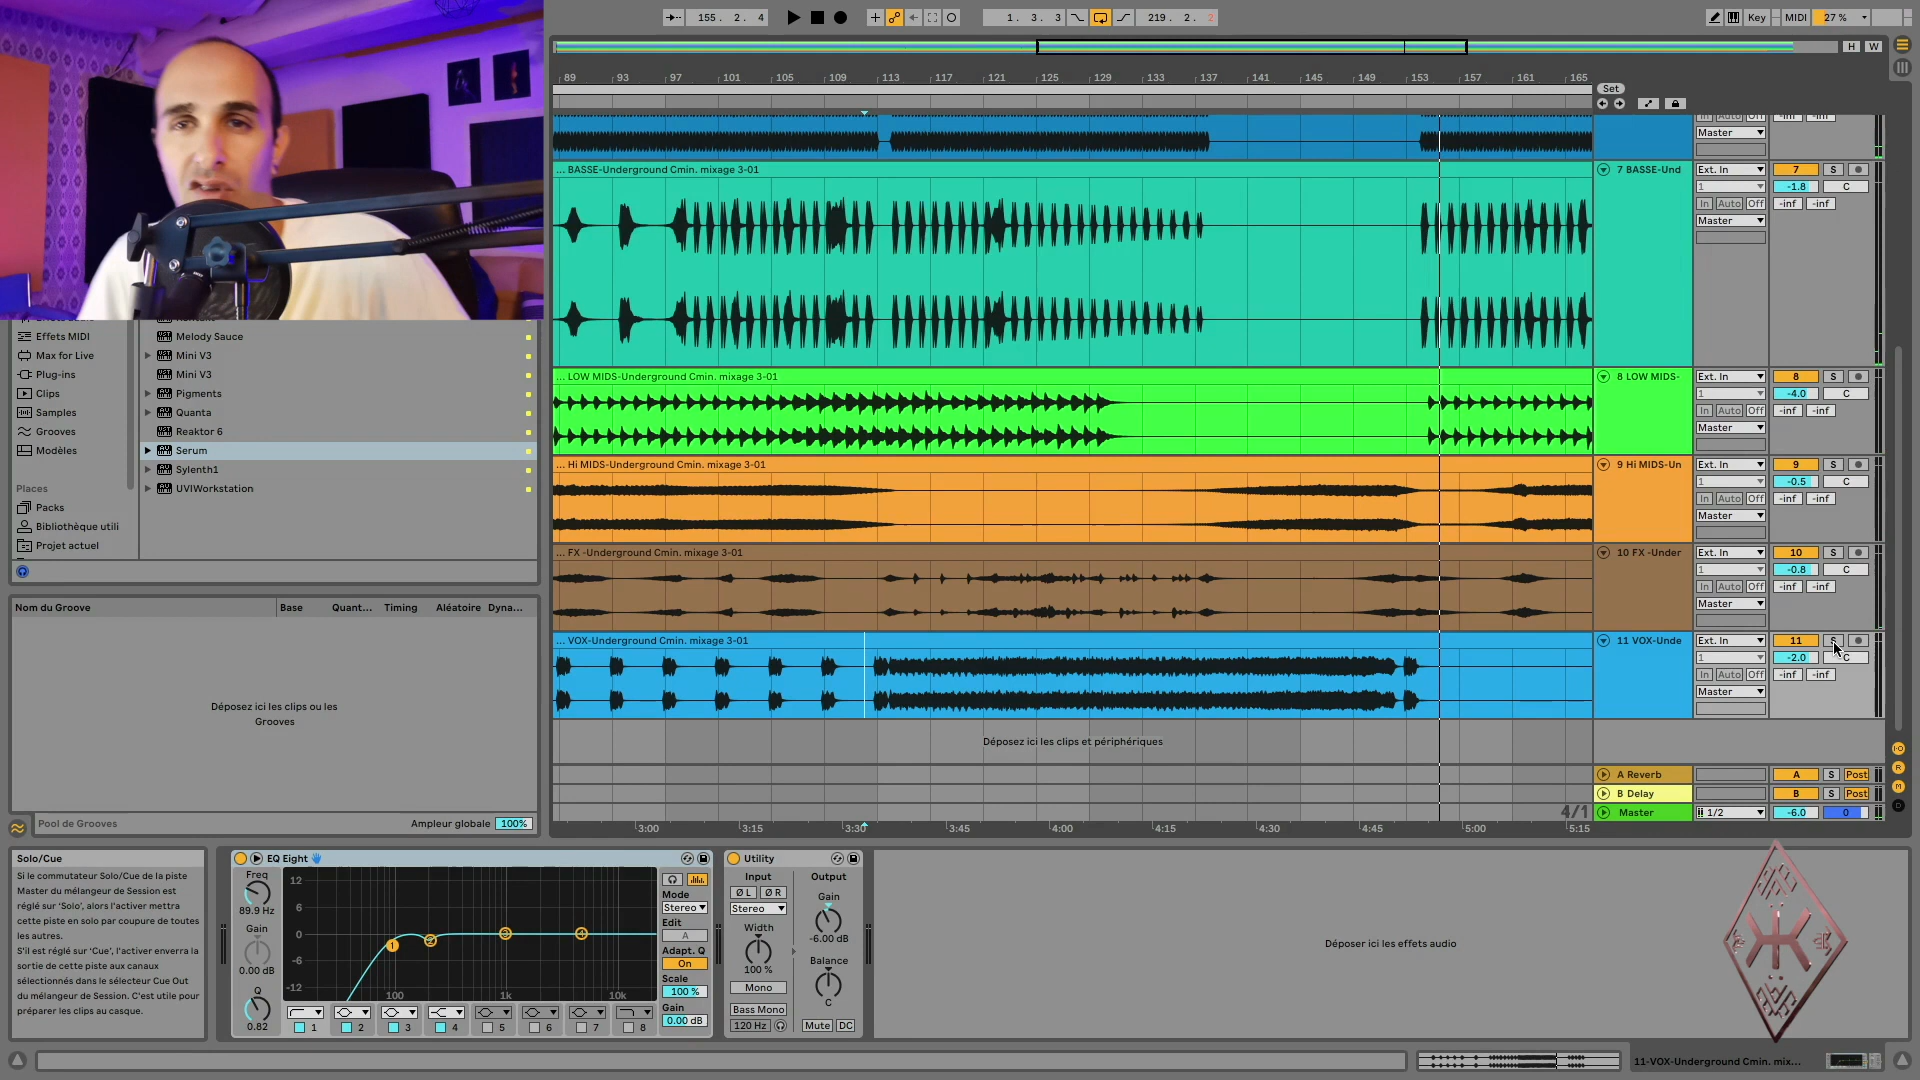 155 . 2 . 4
1 . 3 . 3
219 . 2 . 2
Key
MIDI
27 %
H
W
89 93 97 101 105 109 113 117 121 125 129 133 137 141 145 149 153 157 161 165
Set
In Auto Off
-inf -inf
Master
... BASSE-Underground Cmin. mixage 3-01
7 BASSE-Und
Ext. In
7
S
1
-1.8
C
In Auto Off
-inf -inf
Master
... LOW MIDS-Underground Cmin. mixage 3-01
8 LOW MIDS-
Ext. In
8
S
1
-4.0
C
In Auto Off
-inf -inf
Master
... Hi MIDS-Underground Cmin. mixage 3-01
9 Hi MIDS-Un
Ext. In
9
S
1
-0.5
C
In Auto Off
-inf -inf
Master
... FX -Underground Cmin. mixage 3-01
10 FX -Under
Ext. In
10
S
1
-0.8
C
In Auto Off
-inf -inf
Master
... VOX-Underground Cmin. mixage 3-01
11 VOX-Unde
Ext. In
11
S
1
-2.0
C
In Auto Off
-inf -inf
Master
Déposez ici les clips et périphériques
A Reverb
A
S
Post
B Delay
B
S
Post
4/1
Master
1/2
-6.0
0
3:00 3:15 3:30 3:45 4:00 4:15 4:30 4:45 5:00 5:15
Effets MIDI
Max for Live
Plug-ins
Clips
Samples
Grooves
Modèles
Places
Packs
Bibliothèque utili
Projet actuel
Melody Sauce
Mini V3
Mini V3
Pigments
Quanta
Reaktor 6
Serum
Sylenth1
UVIWorkstation
Nom du Groove
Base
Quant...
Timing
Aléatoire
Dyna...
Déposez ici les clips ou les
Grooves
Pool de Grooves
Ampleur globale
100%
Solo/Cue
Si le commutateur Solo/Cue de la piste
Master du mélangeur de Session est
réglé sur 'Solo', alors l'activer mettra
cette piste en solo par coupure de toutes
les autres.
S'il est réglé sur 'Cue', l'activer enverra la
sortie de cette piste aux canaux
sélectionnés dans le sélecteur Cue Out
du mélangeur de Session. C'est utile pour
préparer les clips au casque.
EQ Eight
Freq
89.9 Hz
Gain
0.00 dB
Q
0.82
12
6
0
-6
-12
100
1k
10k
1 2 3 4
1 2 3 4 5 6 7 8
Mode
Stereo
Edit
A
Adapt. Q
On
Scale
100 %
Gain
0.00 dB
Utility
Input
Ø L
Ø R
Stereo
Width
100 %
Mono
Bass Mono
120 Hz
Output
Gain
-6.00 dB
Balance
C
Mute
DC
Déposer ici les effets audio
11-VOX-Underground Cmin. mix...